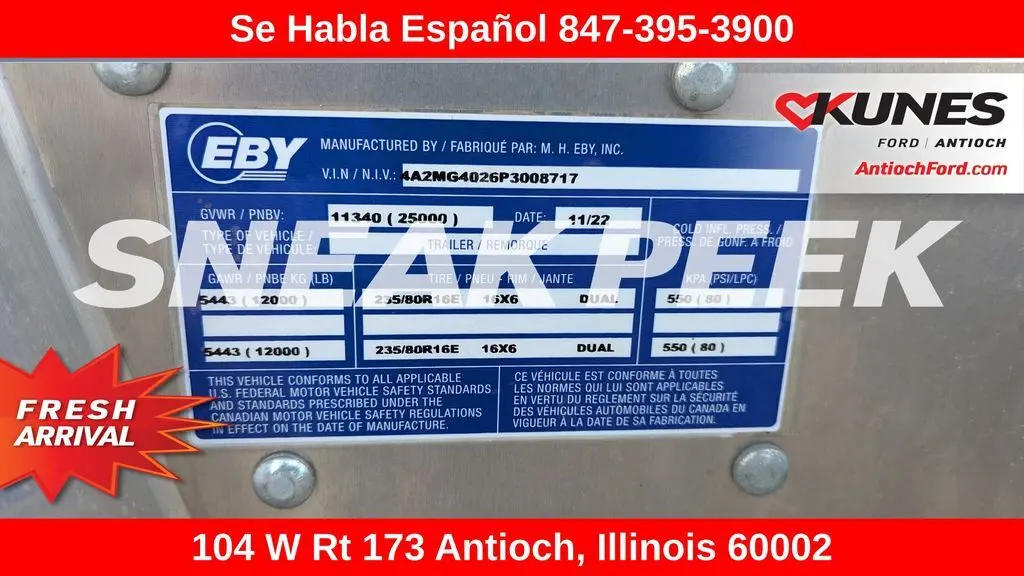 Se Habla Español 847-395-3900
KUNES
FORD | ANTIOCH
AntiochFord.com
EBY
MANUFACTURED BY / FABRIQUÉ PAR: M. H. EBY, INC.
V.I.N / N.I.V.: 4A2MG4026P3008717
GVWR / PNBV: 11340 ( 25000 ) DATE: 11/22
TYPE OF VEHICLE / TRAILER / REMORQUE
TYPE DE VÉHICULE:
COLD INFL. PRESS. /
PRESS. DE GONF. A FROID
SNEAK PEEK
GAWR / PNBE KG (LB) TIRE / PNEU - RIM / JANTE KPA (PSI/LPC)
5443 ( 12000 ) 235/80R16E 16X6 DUAL 550 ( 80 )
5443 ( 12000 ) 235/80R16E 16X6 DUAL 550 ( 80 )
THIS VEHICLE CONFORMS TO ALL APPLICABLE
U.S. FEDERAL MOTOR VEHICLE SAFETY STANDARDS
AND STANDARDS PRESCRIBED UNDER THE
CANADIAN MOTOR VEHICLE SAFETY REGULATIONS
IN EFFECT ON THE DATE OF MANUFACTURE.
CE VÉHICULE EST CONFORME À TOUTES
LES NORMES QUI LUI SONT APPLICABLES
EN VERTU DU REGLEMENT SUR LA SÉCURITÉ
DES VÉHICULES AUTOMOBILES DU CANADA EN
VIGUEUR À LA DATE DE SA FABRICATION.
FRESH
ARRIVAL
104 W Rt 173 Antioch, Illinois 60002